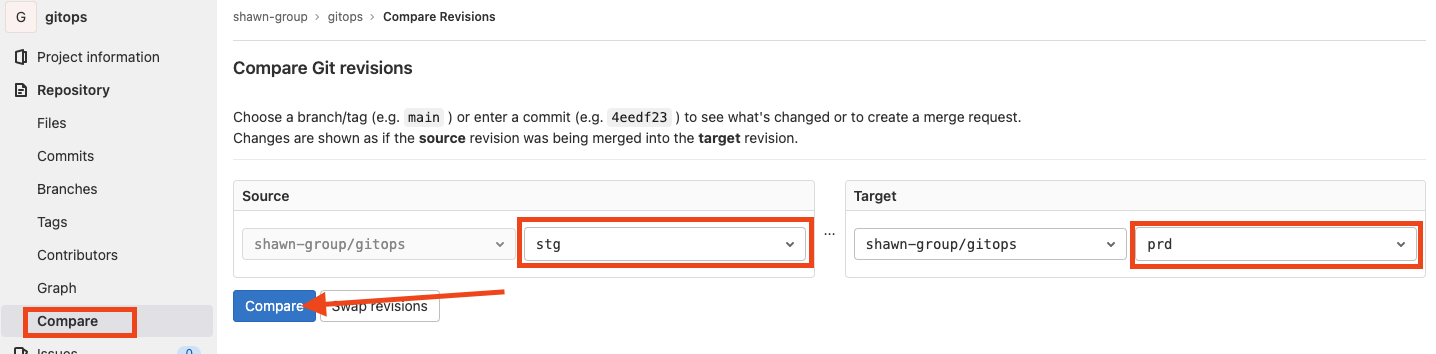 G gitops
shawn-group › gitops › Compare Revisions
Project information
Repository
Files
Commits
Branches
Tags
Contributors
Graph
Compare
Issues 0
Compare Git revisions
Choose a branch/tag (e.g. main ) or enter a commit (e.g. 4eedf23 ) to see what's changed or to create a merge request.
Changes are shown as if the source revision was being merged into the target revision.
Source
shawn-group/gitops stg
...
Target
shawn-group/gitops prd
Compare Swap revisions